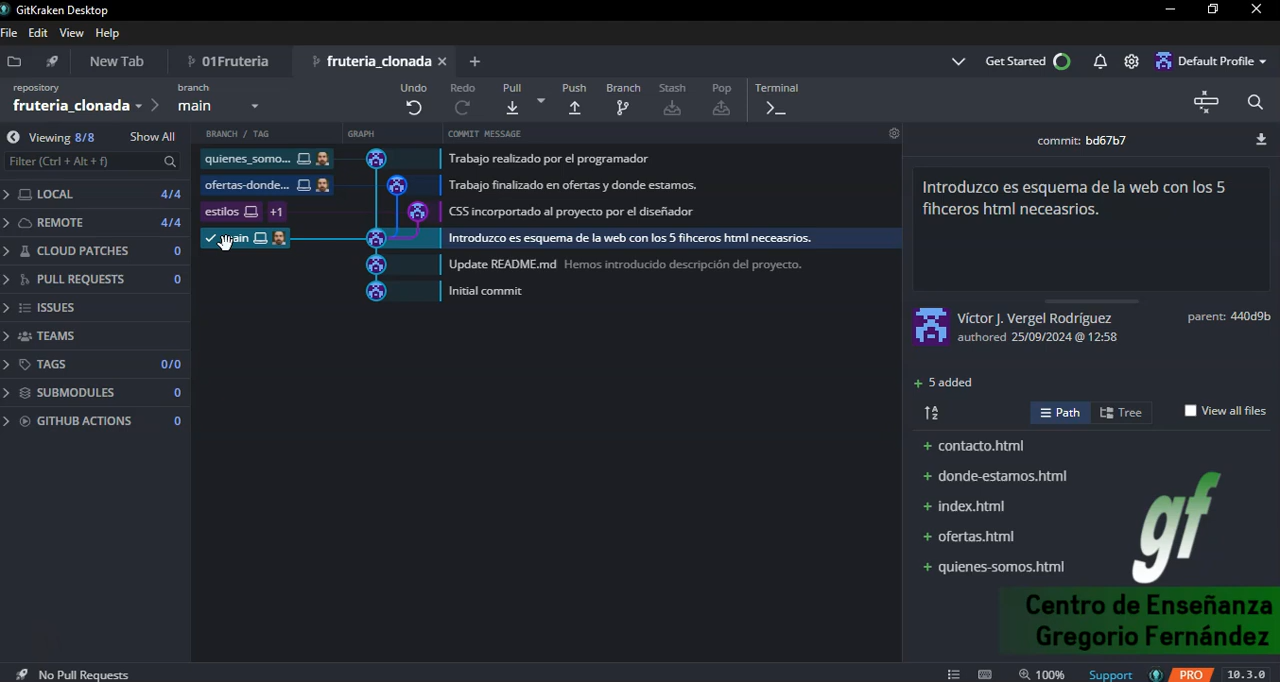 GitKraken Desktop
File Edit View Help
New Tab 01Fruteria fruteria_clonada Get Started Default Profile
repository branch Undo Redo Pull Push Branch Stash Pop Terminal
fruteria_clonada main
Viewing 8/8 Show All
Filter (Ctrl + Alt + f)
LOCAL 4/4
REMOTE 4/4
CLOUD PATCHES 0
PULL REQUESTS 0
ISSUES
TEAMS
TAGS 0/0
SUBMODULES 0
GITHUB ACTIONS 0
BRANCH / TAG GRAPH COMMIT MESSAGE
quienes_somo... Trabajo realizado por el programador
ofertas-donde... Trabajo finalizado en ofertas y donde estamos.
estilos +1 CSS incorportado al proyecto por el diseñador
Introduzco es esquema de la web con los 5 fihceros html neceasrios.
Update README.md Hemos introducido descripción del proyecto.
Initial commit
commit: bd67b7
Introduzco es esquema de la web con los 5
fihceros html neceasrios.
Víctor J. Vergel Rodríguez parent: 440d9b
authored 25/09/2024 @ 12:58
+ 5 added
Path Tree View all files
+ contacto.html
+ donde-estamos.html
+ index.html
+ ofertas.html
+ quienes-somos.html
gf
Centro de Enseñanza
Gregorio Fernández
No Pull Requests 100% Support PRO 10.3.0